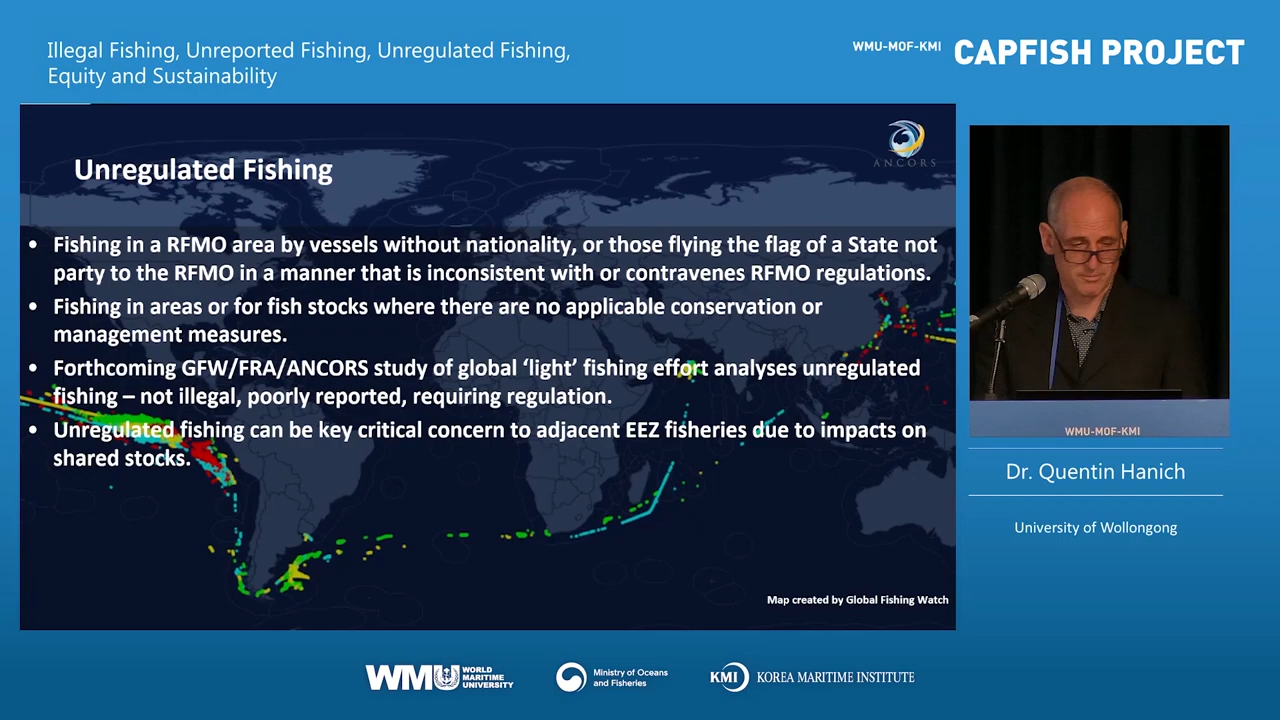 Illegal Fishing, Unreported Fishing, Unregulated Fishing,
Equity and Sustainability
WMU-MOF-KMI CAPFISH PROJECT
ANCORS
Unregulated Fishing
• Fishing in a RFMO area by vessels without nationality, or those flying the flag of a State not
party to the RFMO in a manner that is inconsistent with or contravenes RFMO regulations.
• Fishing in areas or for fish stocks where there are no applicable conservation or
management measures.
• Forthcoming GFW/FRA/ANCORS study of global ‘light’ fishing effort analyses unregulated
fishing – not illegal, poorly reported, requiring regulation.
• Unregulated fishing can be key critical concern to adjacent EEZ fisheries due to impacts on
shared stocks.
Map created by Global Fishing Watch
WMU-MOF-KMI
Dr. Quentin Hanich
University of Wollongong
WMU WORLD
MARITIME
UNIVERSITY
Ministry of Oceans
and Fisheries
KMI KOREA MARITIME INSTITUTE